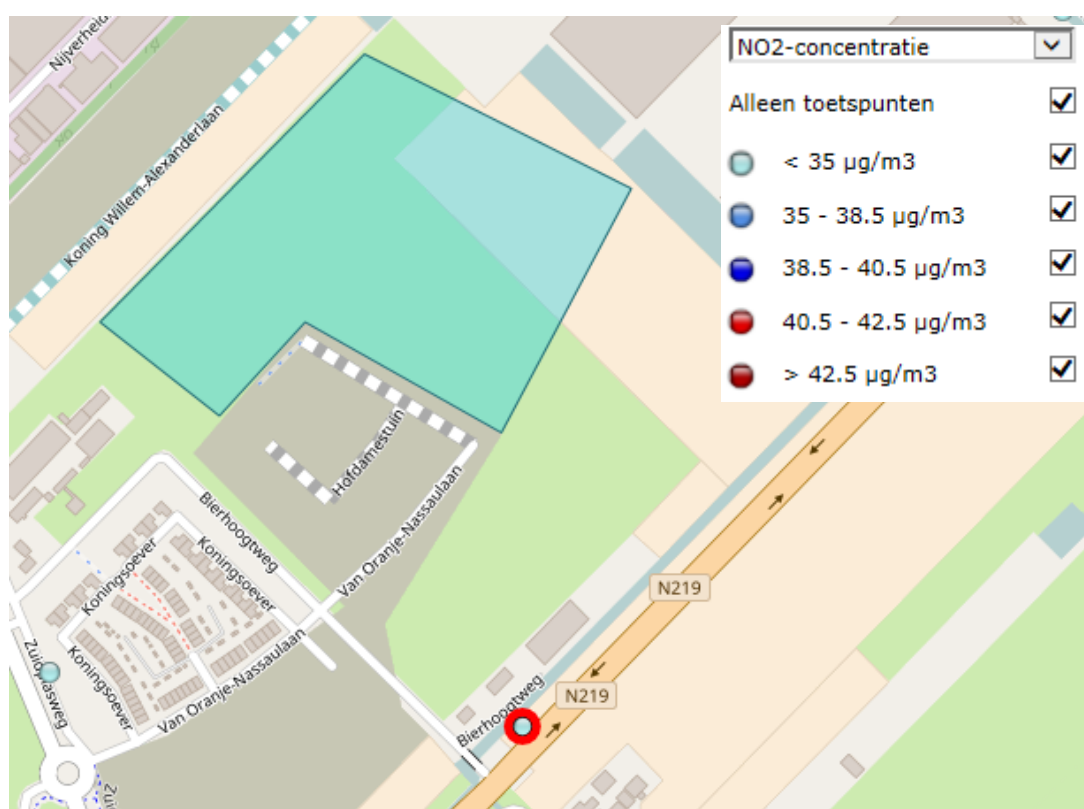 NO2-concentratie
Alleen toetspunten
< 35 µg/m3
35 - 38.5 µg/m3
38.5 - 40.5 µg/m3
40.5 - 42.5 µg/m3
> 42.5 µg/m3
Nijverheid
Koning Willem-Alexanderlaan
Hofdamestuin
Bierhoogtweg
Van Oranje-Nassaulaan
Koningsoever
Koningsoever
Koningsoever
N219
Van Oranje-Nassaulaan
N219
Bierhoogtweg